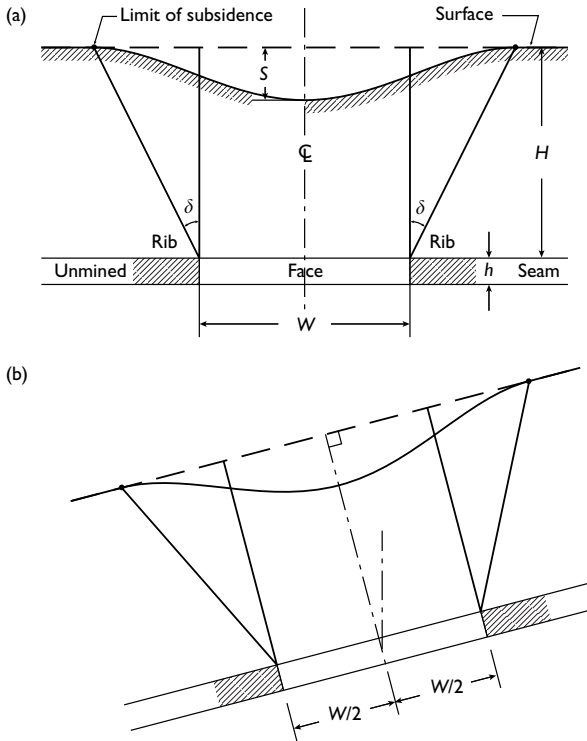 (a)
Limit of subsidence
Surface
S
℄
H
δ
δ
Rib
Rib
Unmined
Face
h
Seam
W
(b)
W/2
W/2